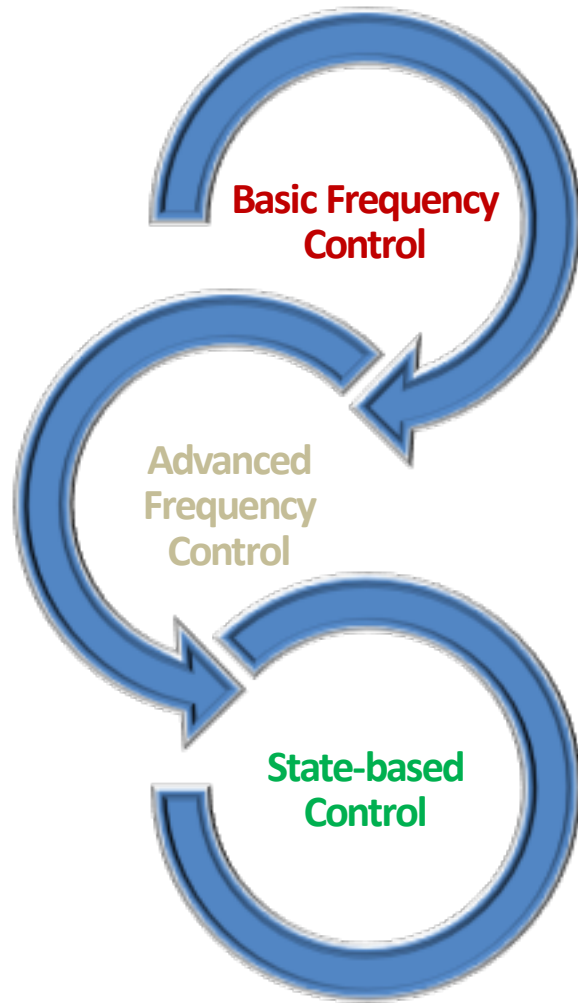 Basic Frequency
Control
Advanced
Frequency
Control
State-based
Control